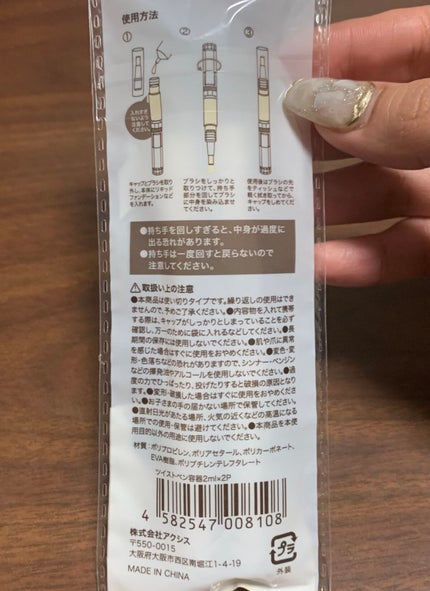 使用方法
① ② ③
入れすぎ
ないよう
注意して
ください。
キャップとブラシを取り
外し、本体にリキッド
ファンデーションなど
を入れます。
ブラシをしっかりと
取りつけて、持ち手
部分を回してブラシ
に中身を染み込ませ
てください。
使用後はブラシの先
をティッシュなどで
軽く拭き取ってから、
キャップをしめてくだ
さい。
●持ち手を回しすぎると、中身が過度に
出る恐れがあります。
●持ち手は一度回すと戻らないので
注意してください。
⚠取扱い上の注意
●本商品は使い切りタイプです。繰り返しの使用はでき
ませんので、予めご了承ください。●内容物を入れて携帯
する際は、キャップがしっかりとしまっていることを必ず
確認し、万一のために袋に入れるなどしてください。●長
期間の保存には使用しないでください。●肌や爪に異常
を感じた場合はすぐに使用をおやめください。●変色・変
形・色落ちなどの恐れがありますので、シンナー・ベンジン
などの揮発油やアルコールを使用しないでください。●過
度の力でひっぱったり、投げたりすると破損の原因となり
ます。●変形・破損した場合はすぐに使用をおやめくださ
い。●お子さまの手の届かない場所で保管してください。
●直射日光があたる場所、火気の近くなどの高温になる
場所での使用・保管は避けてください。●本商品を本使
用目的以外の用途に使用しないでください。
材質:ポリプロピレン、ポリアセタール、ポリカーボネート、
EVA樹脂、ポリブチレンテレフタレート
ツイストペン容器2ml×2P
4 582547 008108
株式会社アクシス
〒550-0015
大阪府大阪市西区南堀江1-4-19
MADE IN CHINA
プラ
外装